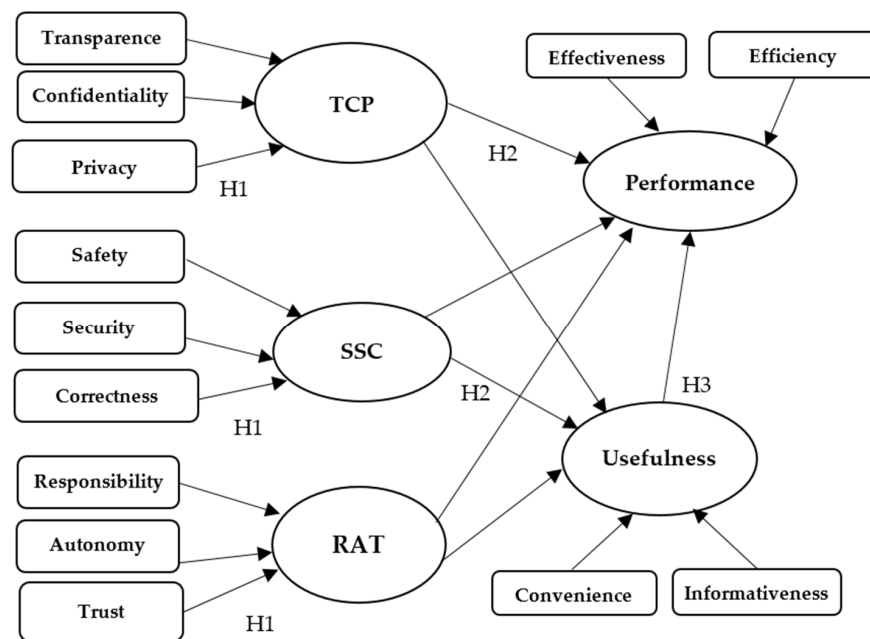 Transparence
Confidentiality
Privacy
H1
TCP
H2
Effectiveness
Efficiency
Performance
Safety
Security
Correctness
H1
SSC
H2
H3
Usefulness
Responsibility
Autonomy
Trust
H1
RAT
Convenience
Informativeness